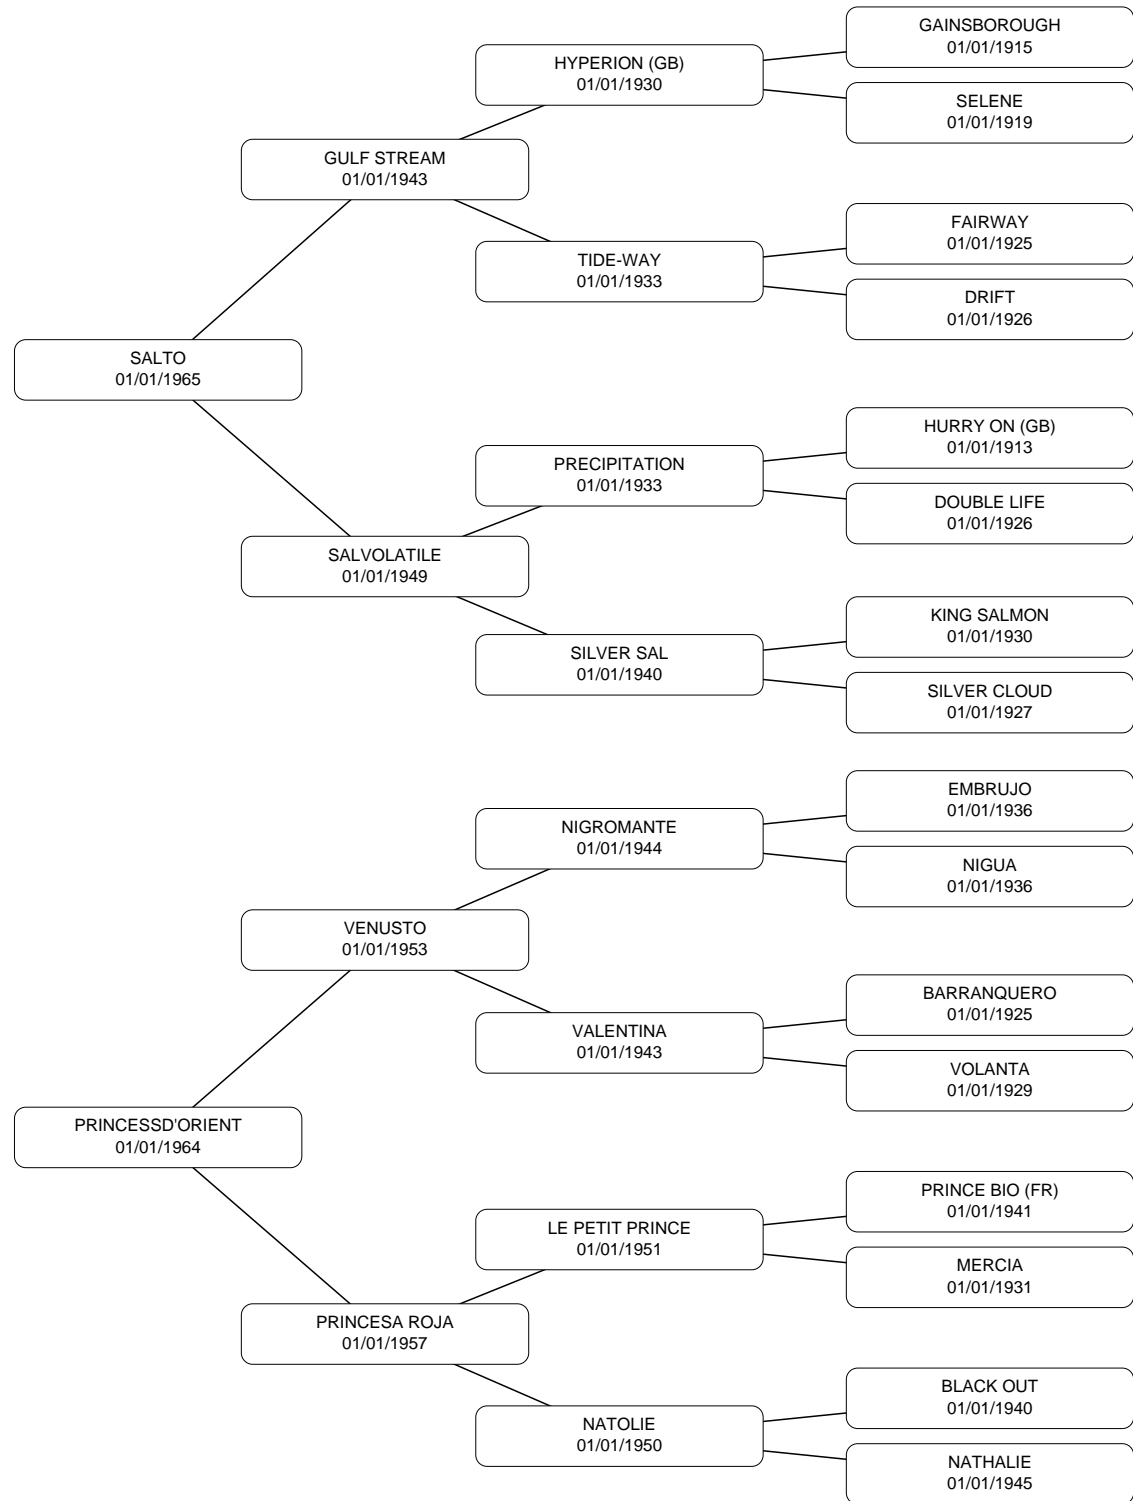 GAINSBOROUGH
01/01/1915
HYPERION (GB)
01/01/1930
SELENE
01/01/1919
GULF STREAM
01/01/1943
FAIRWAY
01/01/1925
TIDE-WAY
01/01/1933
DRIFT
01/01/1926
SALTO
01/01/1965
HURRY ON (GB)
01/01/1913
PRECIPITATION
01/01/1933
DOUBLE LIFE
01/01/1926
SALVOLATILE
01/01/1949
KING SALMON
01/01/1930
SILVER SAL
01/01/1940
SILVER CLOUD
01/01/1927
EMBRUJO
01/01/1936
NIGROMANTE
01/01/1944
NIGUA
01/01/1936
VENUSTO
01/01/1953
BARRANQUERO
01/01/1925
VALENTINA
01/01/1943
VOLANTA
01/01/1929
PRINCESSD'ORIENT
01/01/1964
PRINCE BIO (FR)
01/01/1941
LE PETIT PRINCE
01/01/1951
MERCIA
01/01/1931
PRINCESA ROJA
01/01/1957
BLACK OUT
01/01/1940
NATOLIE
01/01/1950
NATHALIE
01/01/1945